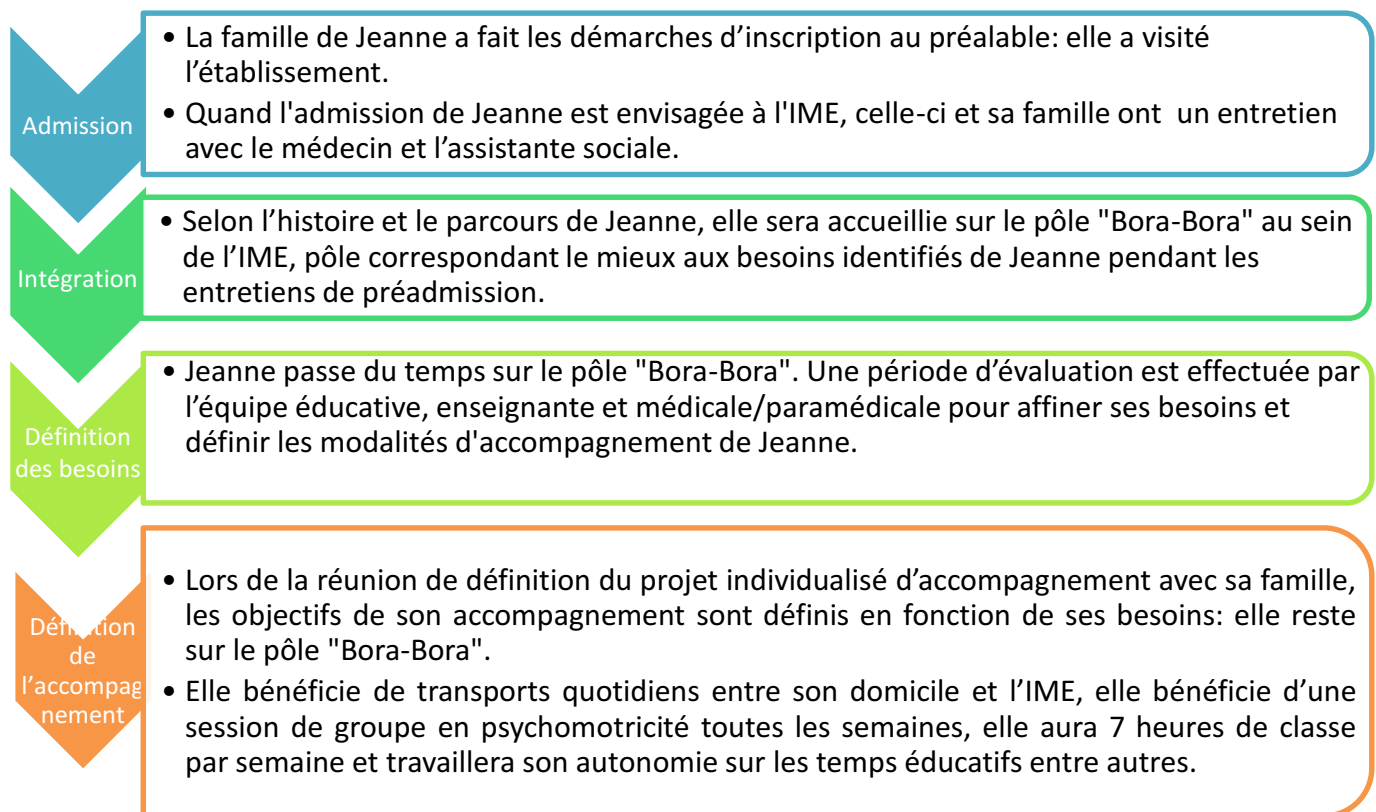 Admission
• La famille de Jeanne a fait les démarches d’inscription au préalable: elle a visité
l’établissement.
• Quand l'admission de Jeanne est envisagée à l'IME, celle-ci et sa famille ont un entretien
avec le médecin et l’assistante sociale.
Intégration
• Selon l’histoire et le parcours de Jeanne, elle sera accueillie sur le pôle "Bora-Bora" au sein
de l’IME, pôle correspondant le mieux aux besoins identifiés de Jeanne pendant les
entretiens de préadmission.
Définition
des besoins
• Jeanne passe du temps sur le pôle "Bora-Bora". Une période d’évaluation est effectuée par
l’équipe éducative, enseignante et médicale/paramédicale pour affiner ses besoins et
définir les modalités d'accompagnement de Jeanne.
Définition
de
l’accompag
nement
• Lors de la réunion de définition du projet individualisé d’accompagnement avec sa famille,
les objectifs de son accompagnement sont définis en fonction de ses besoins: elle reste
sur le pôle "Bora-Bora".
• Elle bénéficie de transports quotidiens entre son domicile et l’IME, elle bénéficie d’une
session de groupe en psychomotricité toutes les semaines, elle aura 7 heures de classe
par semaine et travaillera son autonomie sur les temps éducatifs entre autres.